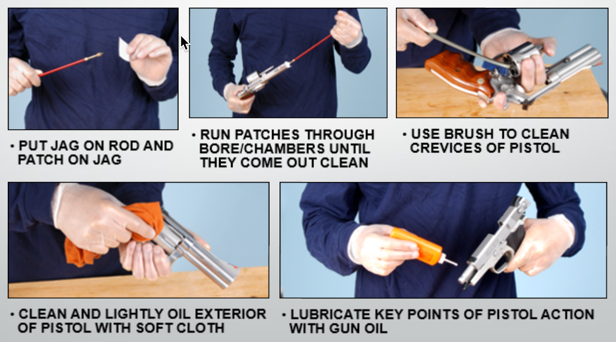 • PUT JAG ON ROD AND
PATCH ON JAG
• RUN PATCHES THROUGH
BORE/CHAMBERS UNTIL
THEY COME OUT CLEAN
• USE BRUSH TO CLEAN
CREVICES OF PISTOL
• CLEAN AND LIGHTLY OIL EXTERIOR
OF PISTOL WITH SOFT CLOTH
• LUBRICATE KEY POINTS OF PISTOL ACTION
WITH GUN OIL